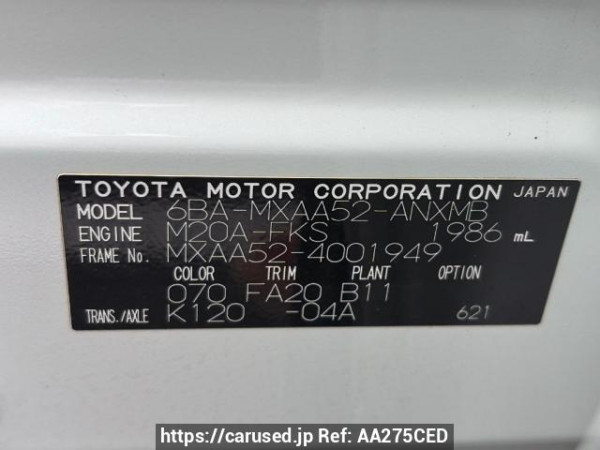 TOYOTA MOTOR CORPORATION JAPAN
MODEL 6BA-MXAA52-ANXMB
ENGINE M20A-FKS 1986 mL
FRAME No. MXAA52-4001949
COLOR TRIM PLANT OPTION
070 FA20 B11
TRANS./AXLE K120 -04A 621
https://carused.jp Ref: AA275CED